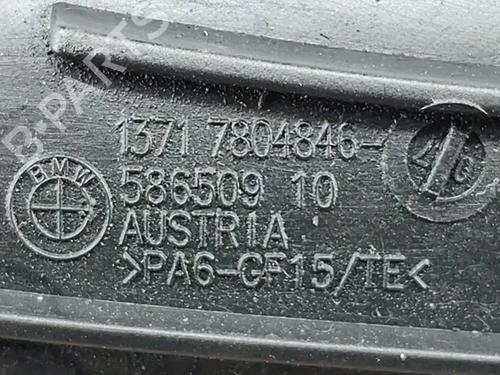 B-PARTS
1371 7804846-
586509 10
BMW
AUSTRIA
>PA6-GF15/TE<